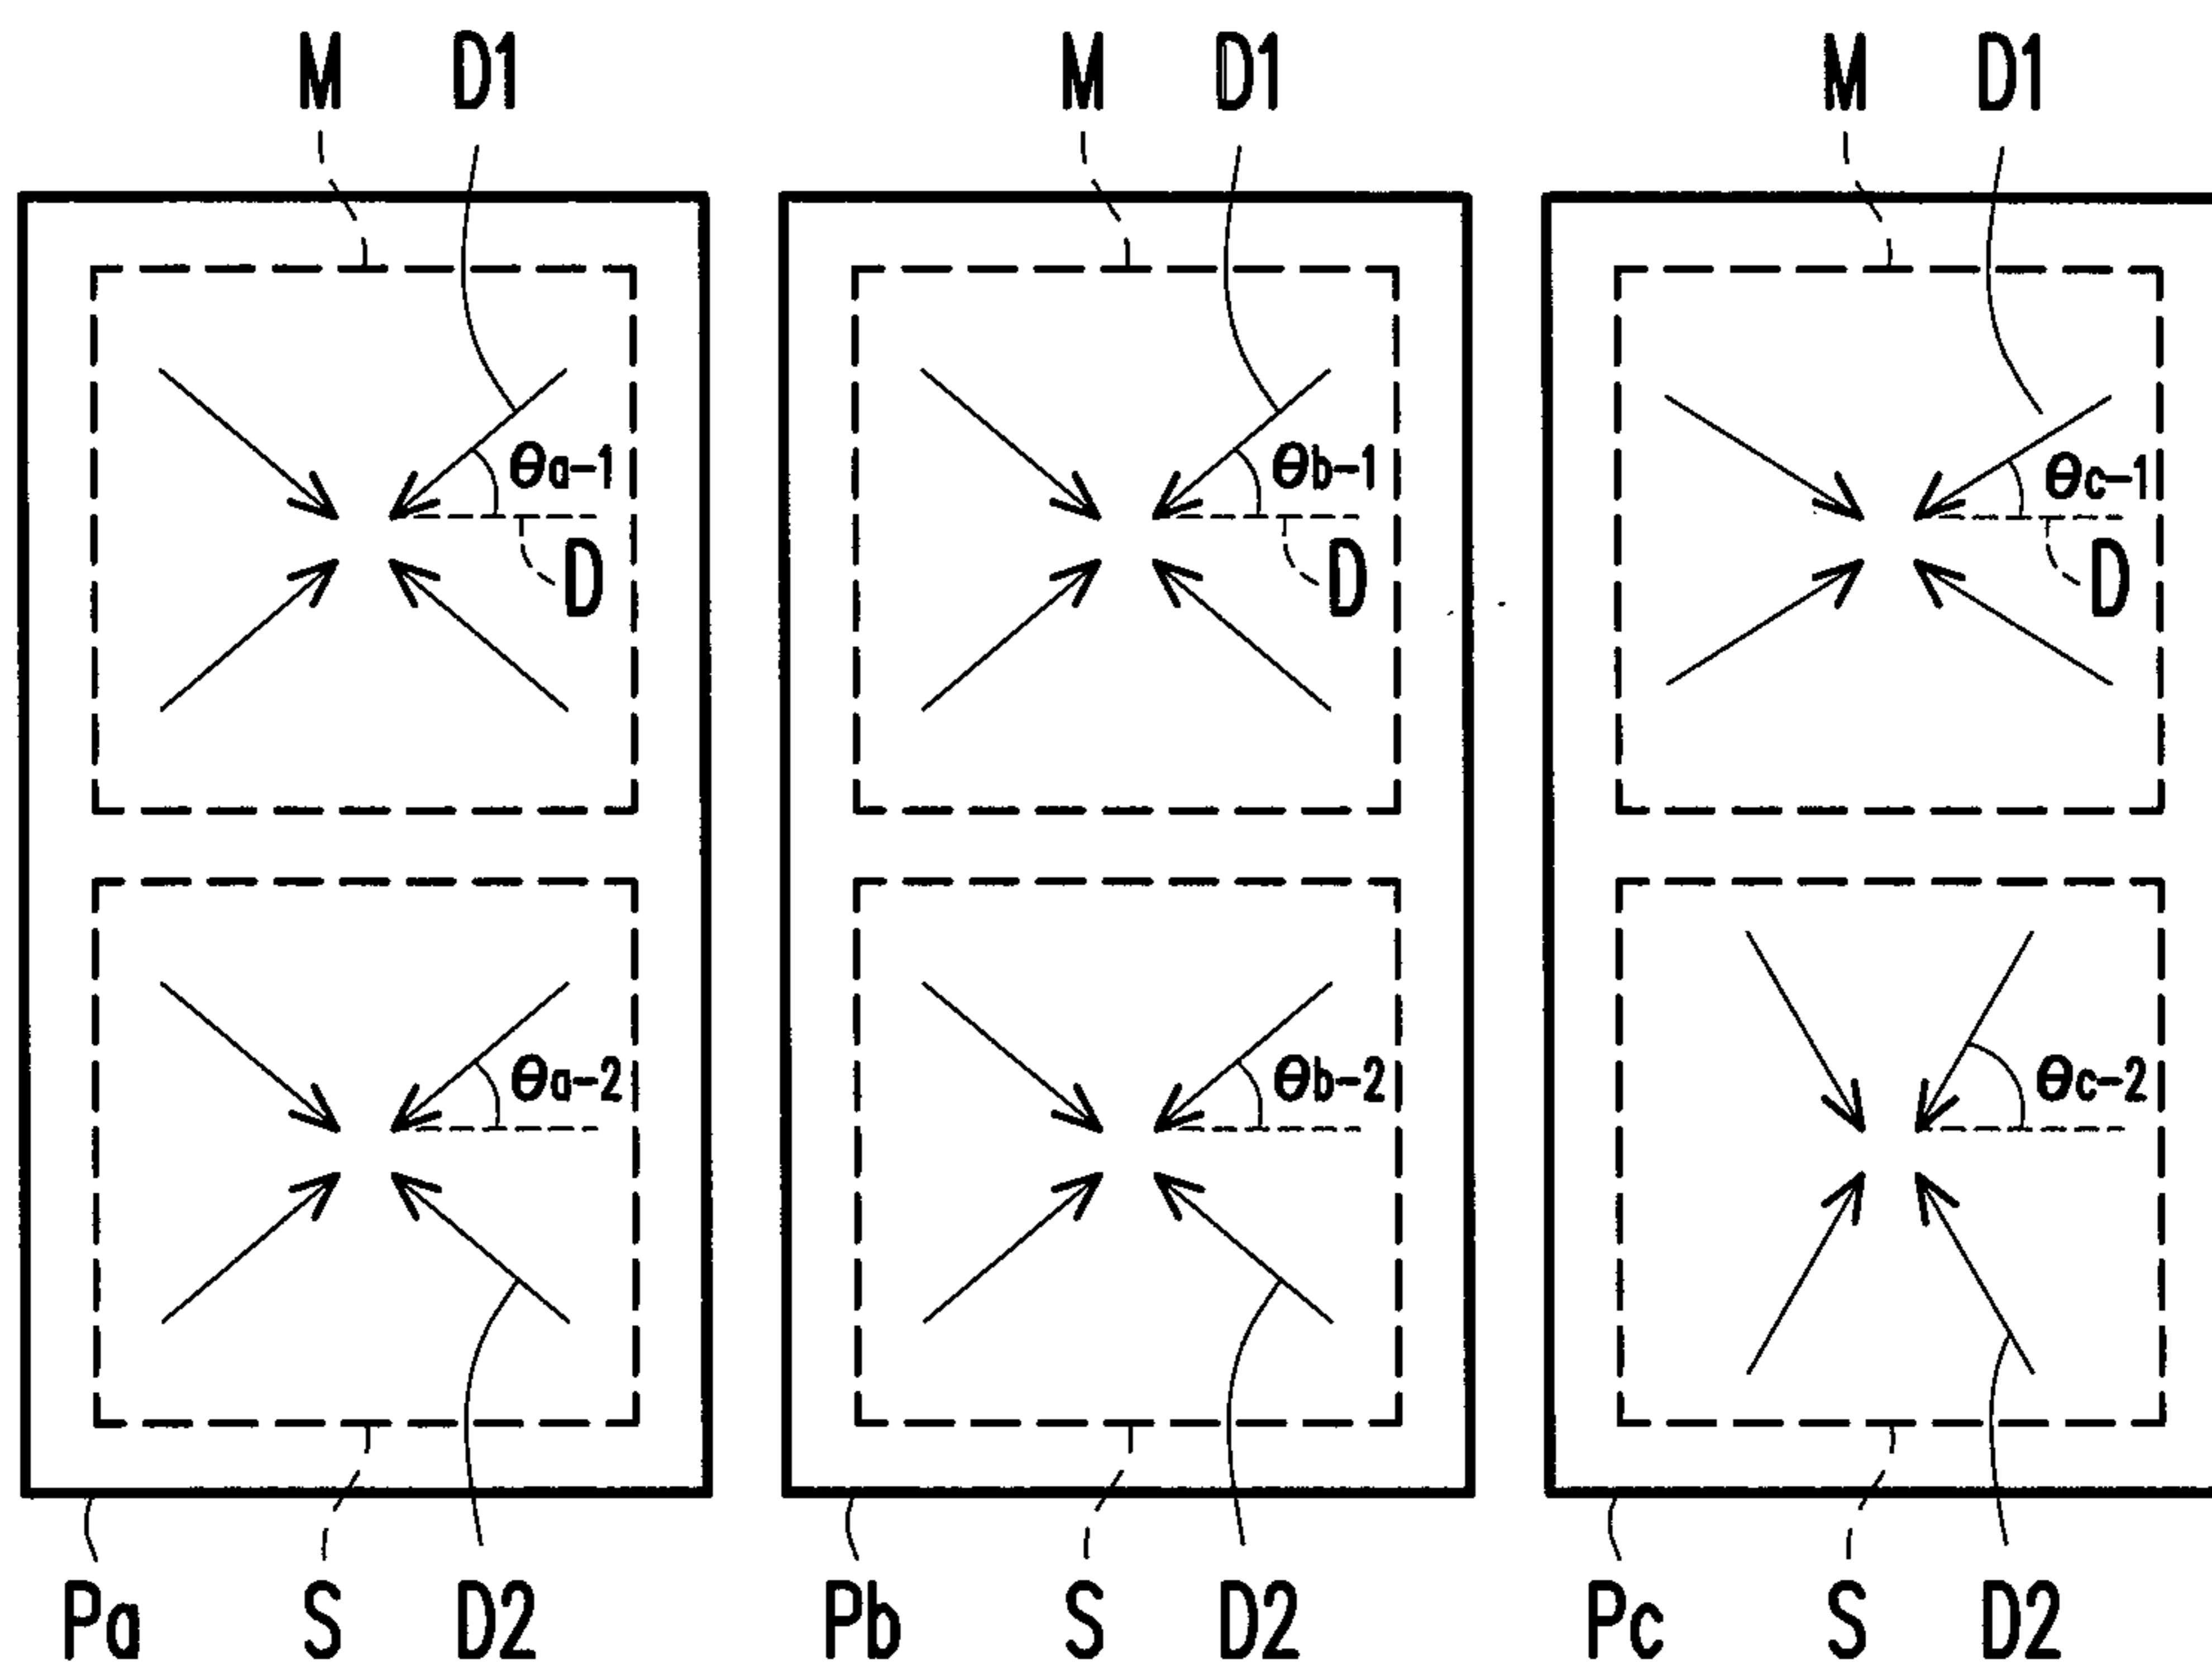 M D1 M D1 M D1
θa-1 θb-1 θc-1
D D D
θa-2 θb-2 θc-2
Pa S D2 Pb S D2 Pc S D2